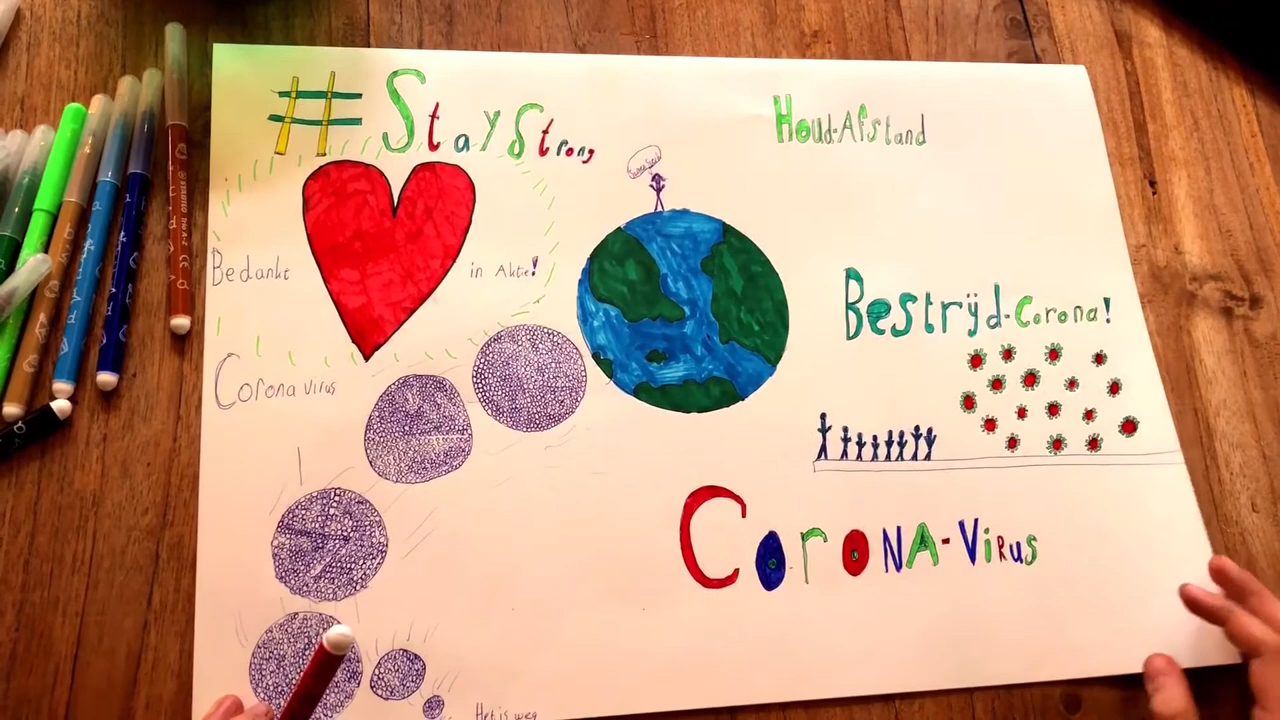 #StayStrong
Houd-Afstand
Bedankt
in Aktie!
Bestrijd-Corona!
Corona virus
CoroNA-ViRus
Het is weg